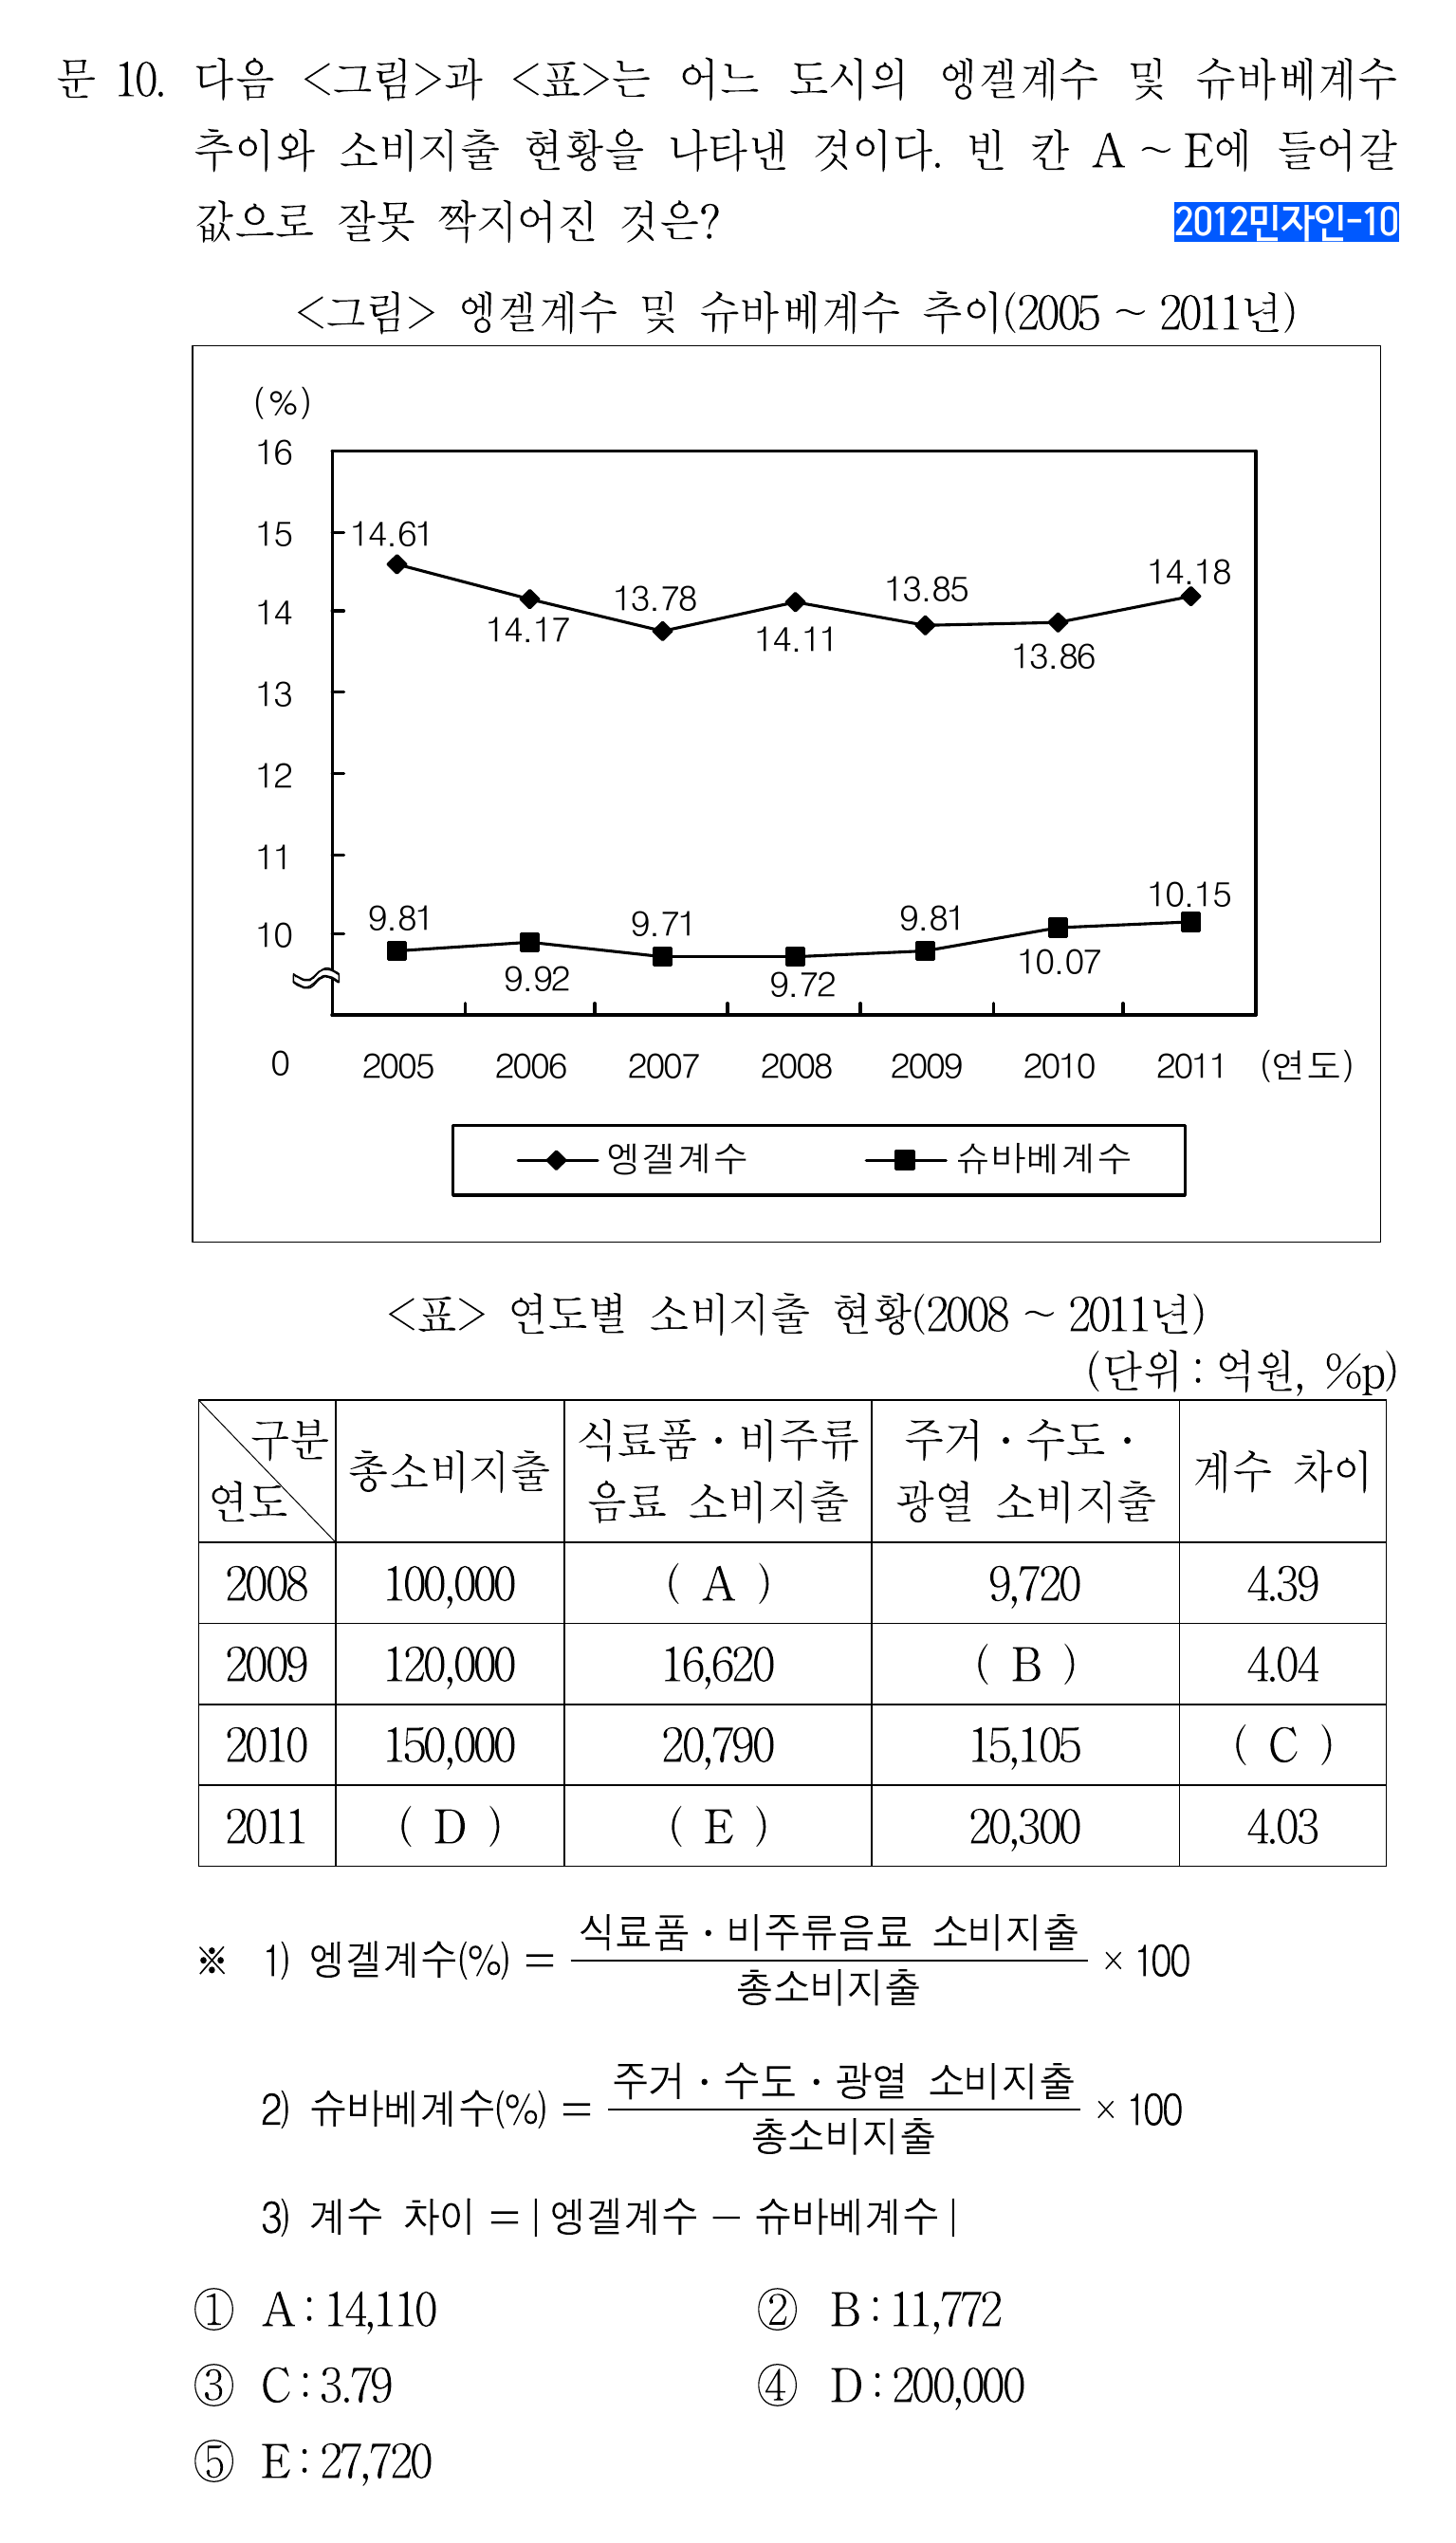 문 10. 다음 <그림>과 <표>는 어느 도시의 엥겔계수 및 슈바베계수
추이와 소비지출 현황을 나타낸 것이다. 빈 칸 A ~ E에 들어갈
값으로 잘못 짝지어진 것은?
2012민자인-10
<그림> 엥겔계수 및 슈바베계수 추이(2005 ~ 2011년)
(%)
16
15
14
13
12
11
10
0
14.61
14.17
13.78
14.11
13.85
13.86
14.18
9.81
9.92
9.71
9.72
9.81
10.07
10.15
2005 2006 2007 2008 2009 2010 2011 (연도)
엥겔계수 슈바베계수
<표> 연도별 소비지출 현황(2008 ~ 2011년)
(단위 : 억원, %p)
구분 연도 총소비지출 식료품·비주류 음료 소비지출 주거·수도· 광열 소비지출 계수 차이
2008 100,000 ( A ) 9,720 4.39
2009 120,000 16,620 ( B ) 4.04
2010 150,000 20,790 15,105 ( C )
2011 ( D ) ( E ) 20,300 4.03
※ 1) 엥겔계수(%) = 식료품·비주류음료 소비지출 / 총소비지출 × 100
2) 슈바베계수(%) = 주거·수도·광열 소비지출 / 총소비지출 × 100
3) 계수 차이 = | 엥겔계수 − 슈바베계수 |
① A : 14,110 ② B : 11,772
③ C : 3.79 ④ D : 200,000
⑤ E : 27,720